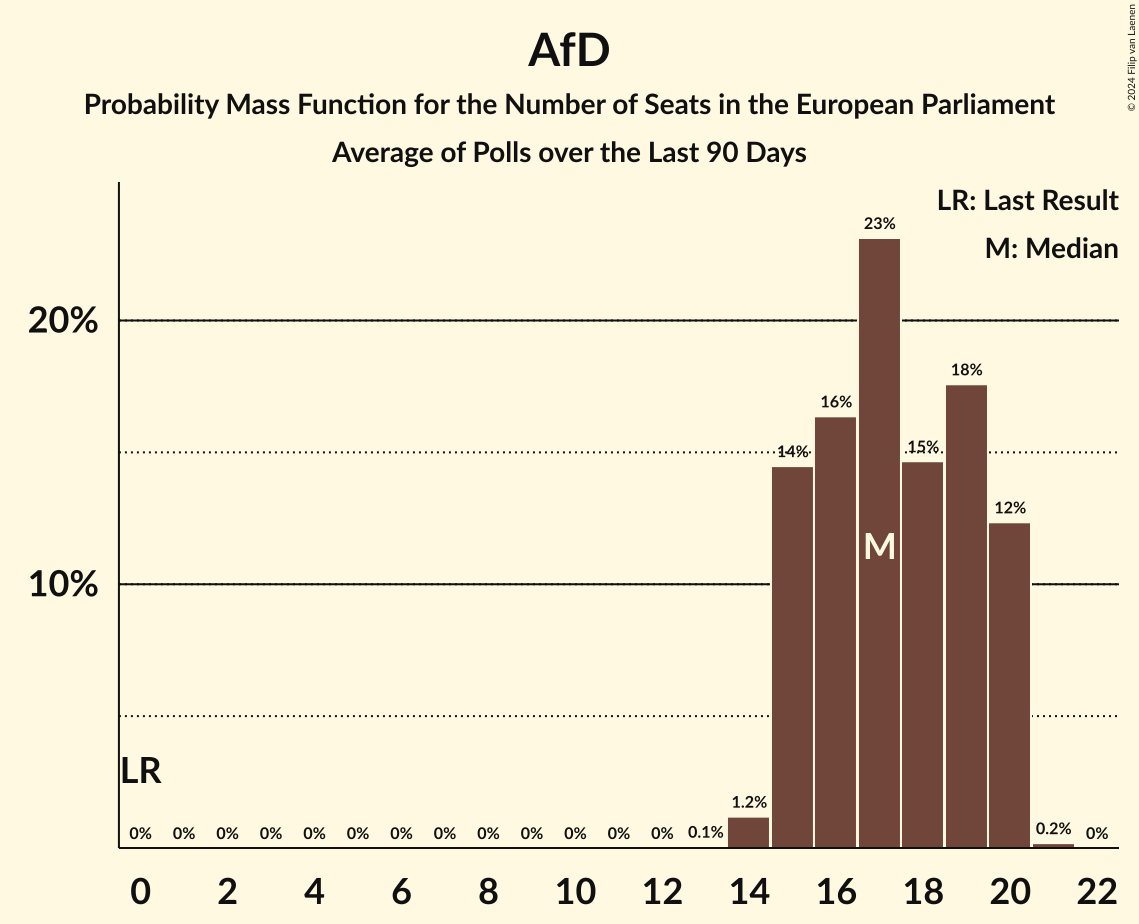 AfD
Probability Mass Function for the Number of Seats in the European Parliament
Average of Polls over the Last 90 Days
© 2024 Filip van Laenen
LR: Last Result
M: Median
23%
20%
18%
16%
14%
15%
12%
M
10%
LR
0% 0% 0% 0% 0% 0% 0% 0% 0% 0% 0% 0% 0% 0.1% 1.2% 0.2% 0%
0 2 4 6 8 10 12 14 16 18 20 22